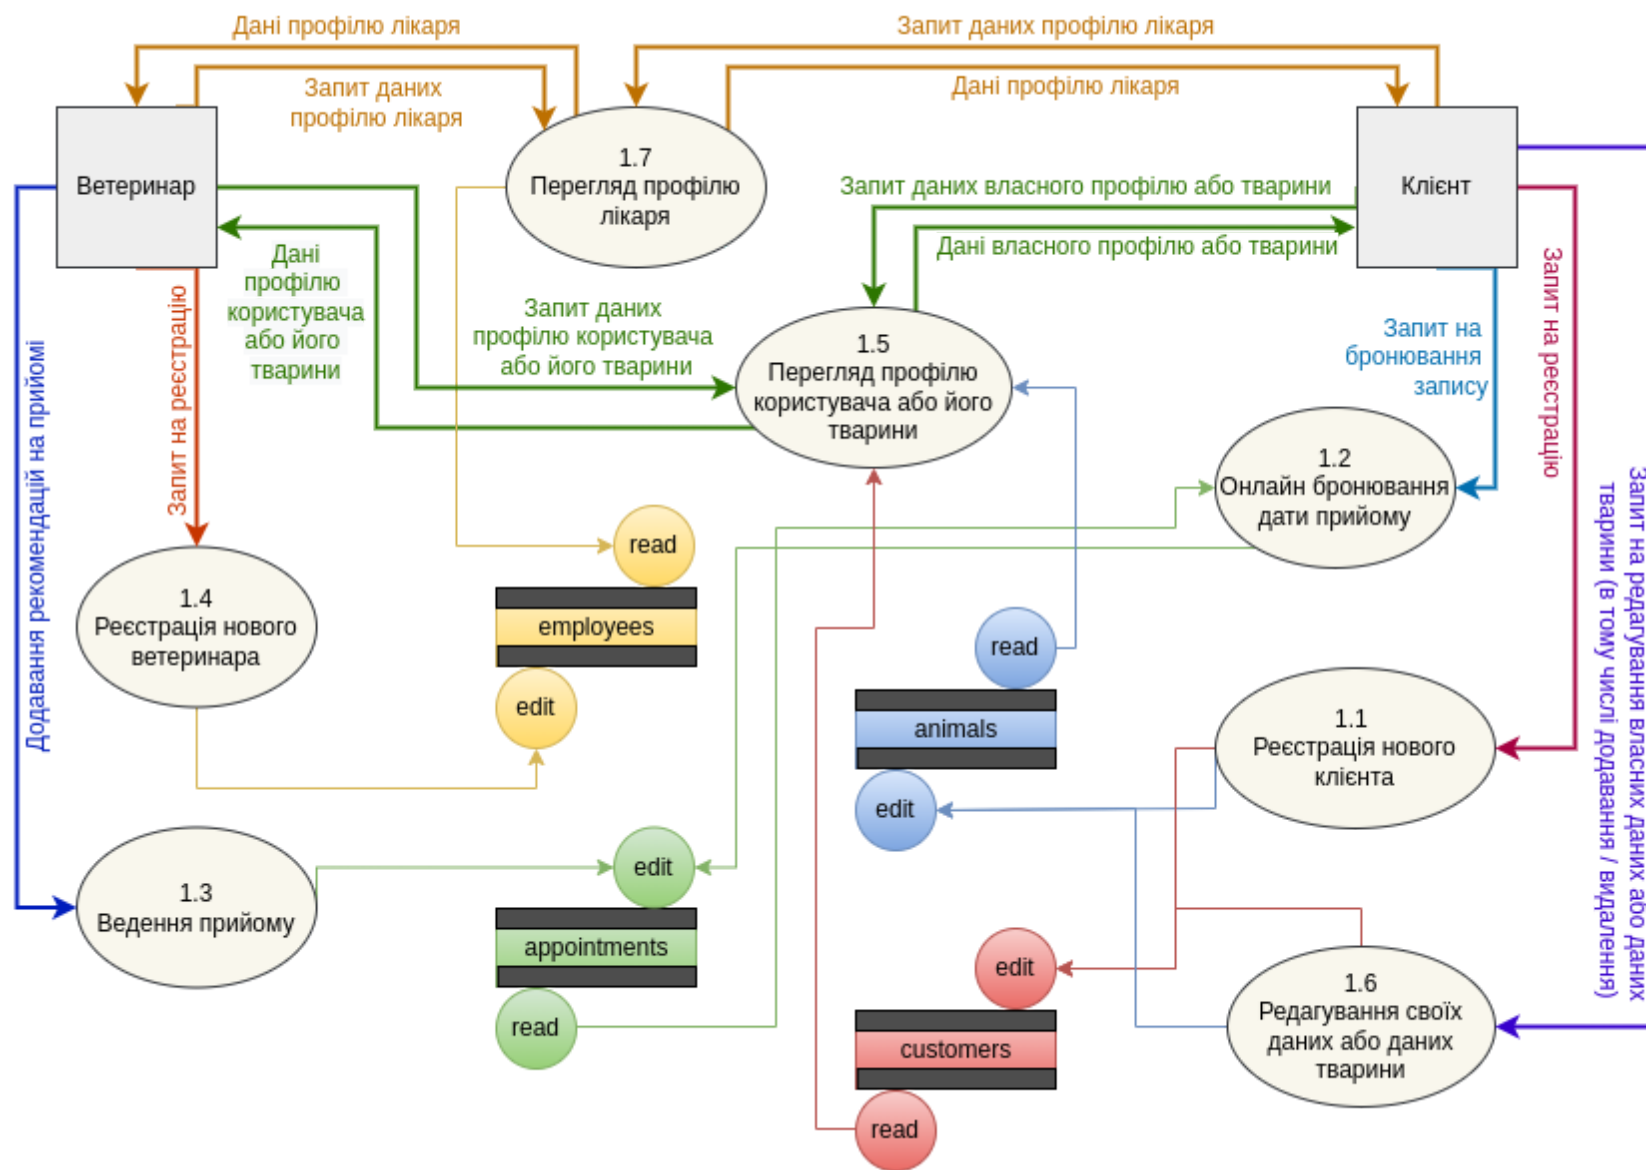 Дані профілю лікаря
Запит даних профілю лікаря
Запит даних
профілю лікаря
Дані профілю лікаря
Ветеринар
1.7
Перегляд профілю
лікаря
Запит даних власного профілю або тварини
Клієнт
Дані власного профілю або тварини
Дані
профілю
користувача
або його
тварини
Запит даних
профілю користувача
або його тварини
Запит на реєстрацію
Додавання рекомендацій на прийомі
1.5
Перегляд профілю
користувача або його
тварини
Запит на
бронювання
запису
Запит на реєстрацію
1.2
Онлайн бронювання
дати прийому
Запит на редагування власних даних або даних
тварини (в тому числі додавання / видалення)
read
employees
edit
1.4
Реєстрація нового
ветеринара
read
animals
edit
1.1
Реєстрація нового
клієнта
1.3
Ведення прийому
edit
appointments
read
edit
customers
read
1.6
Редагування своїх
даних або даних
тварини